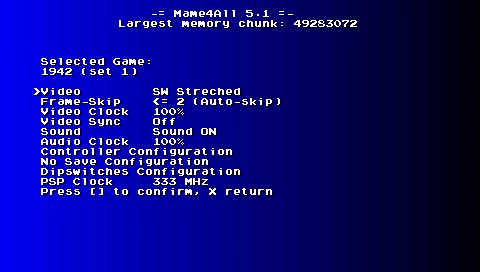 -= Mame4All 5.1 =-
Largest memory chunk: 49283072
Selected Game:
1942 (set 1)
>Video SW Streched
Frame-Skip <= 2 (Auto-skip)
Video Clock 100%
Video Sync Off
Sound Sound ON
Audio Clock 100%
Controller Configuration
No Save Configuration
Dipswitches Configuration
PSP Clock 333 MHz
Press [] to confirm, X return